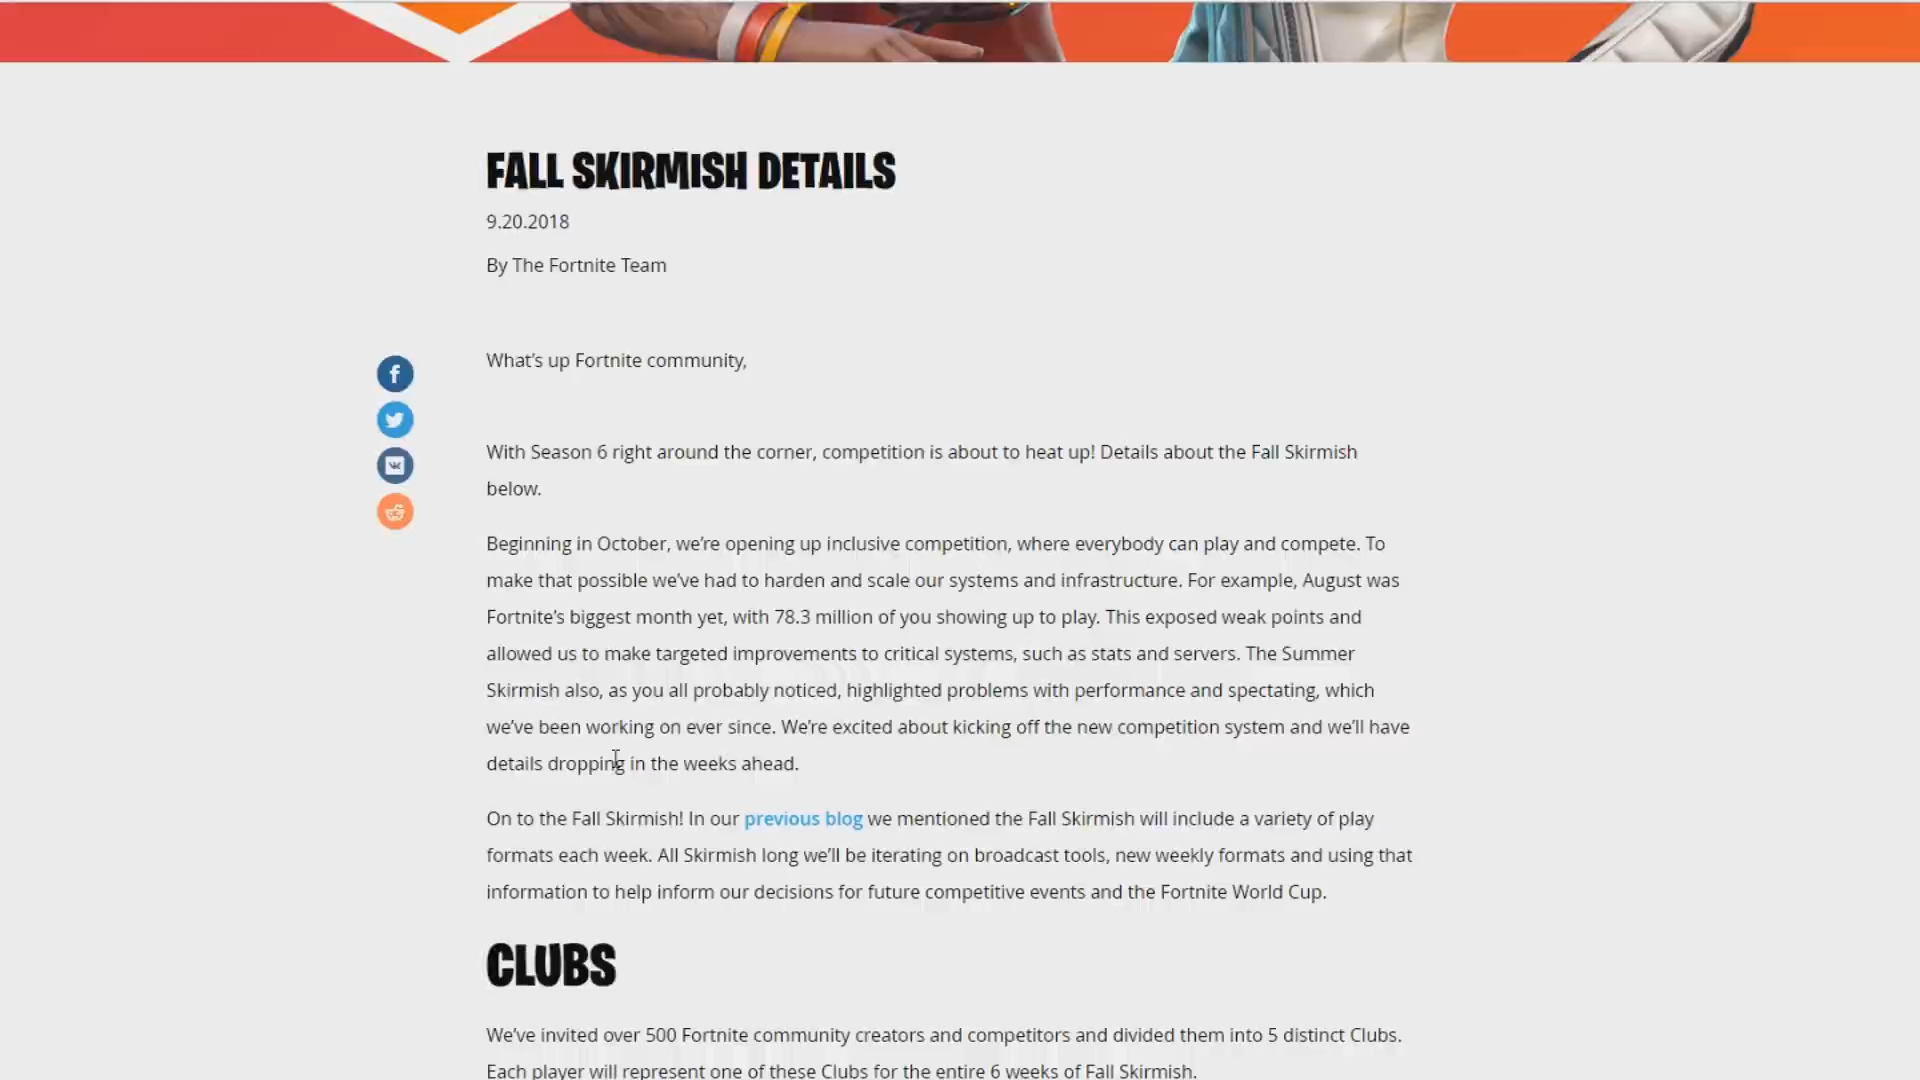 FALL SKIRMISH DETAILS
9.20.2018
By The Fortnite Team
What's up Fortnite community,
With Season 6 right around the corner, competition is about to heat up! Details about the Fall Skirmish
below.
Beginning in October, we're opening up inclusive competition, where everybody can play and compete. To
make that possible we've had to harden and scale our systems and infrastructure. For example, August was
Fortnite's biggest month yet, with 78.3 million of you showing up to play. This exposed weak points and
allowed us to make targeted improvements to critical systems, such as stats and servers. The Summer
Skirmish also, as you all probably noticed, highlighted problems with performance and spectating, which
we've been working on ever since. We're excited about kicking off the new competition system and we'll have
details dropping in the weeks ahead.
On to the Fall Skirmish! In our previous blog we mentioned the Fall Skirmish will include a variety of play
formats each week. All Skirmish long we'll be iterating on broadcast tools, new weekly formats and using that
information to help inform our decisions for future competitive events and the Fortnite World Cup.
CLUBS
We've invited over 500 Fortnite community creators and competitors and divided them into 5 distinct Clubs.
Each player will represent one of these Clubs for the entire 6 weeks of Fall Skirmish.